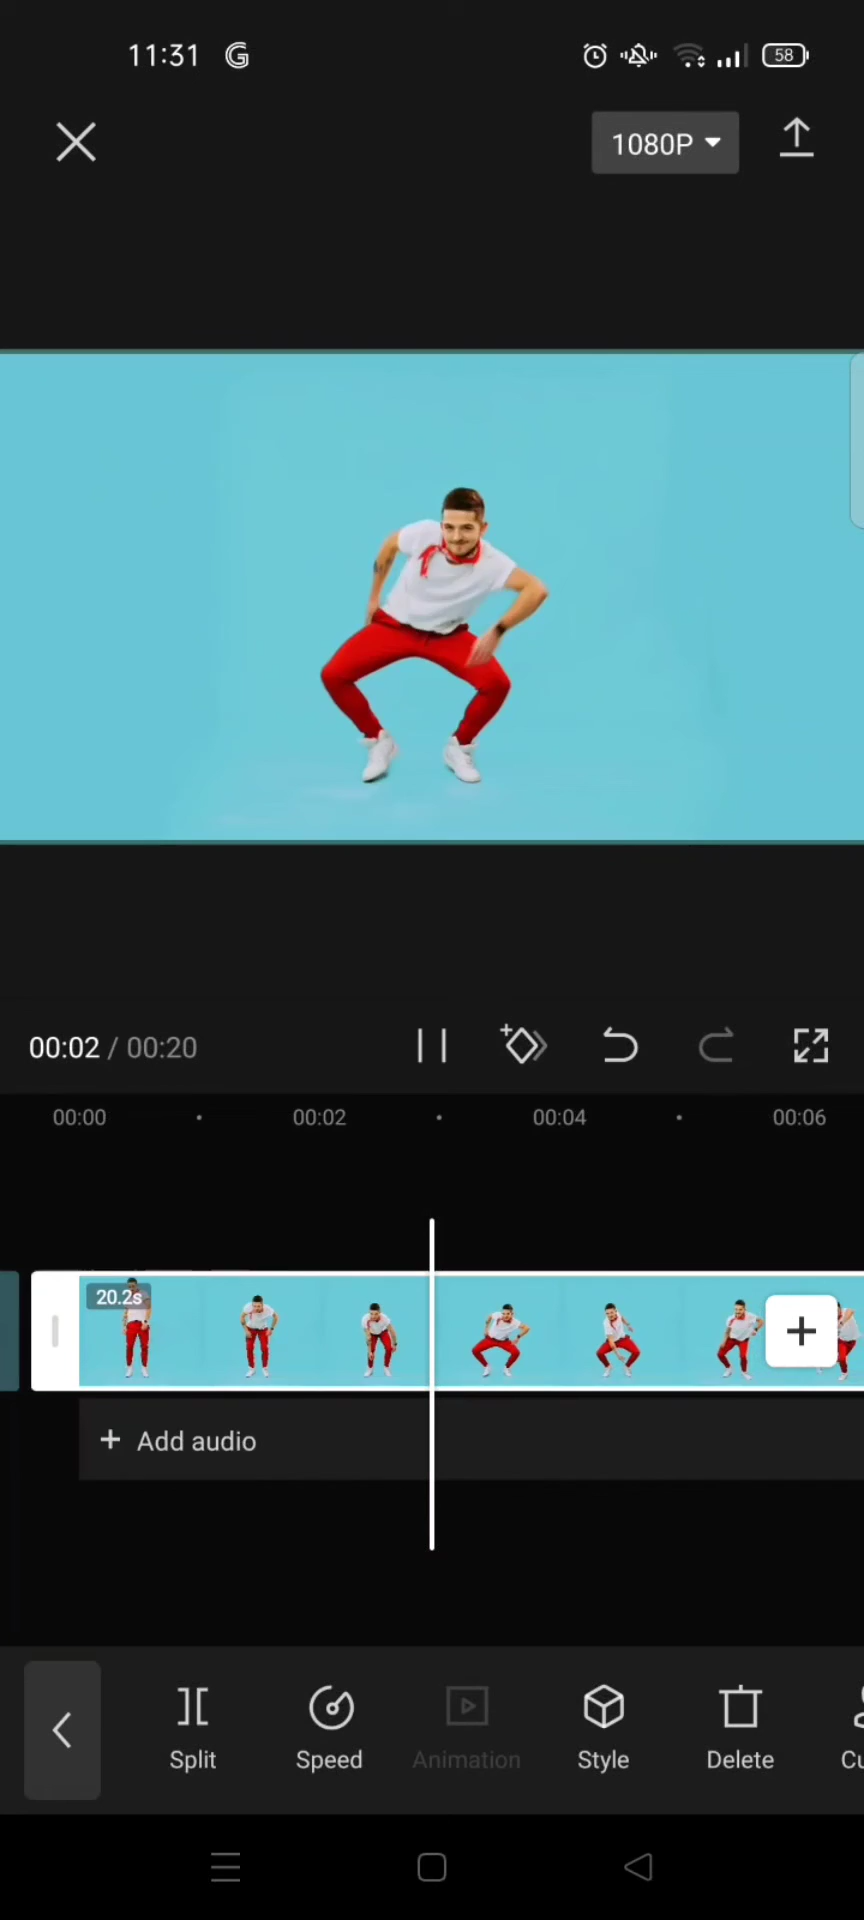 11:31 G 58
1080P
00:02 / 00:20
00:00 00:02 00:04 00:06
20.2s
+ Add audio
Split Speed Animation Style Delete Cu